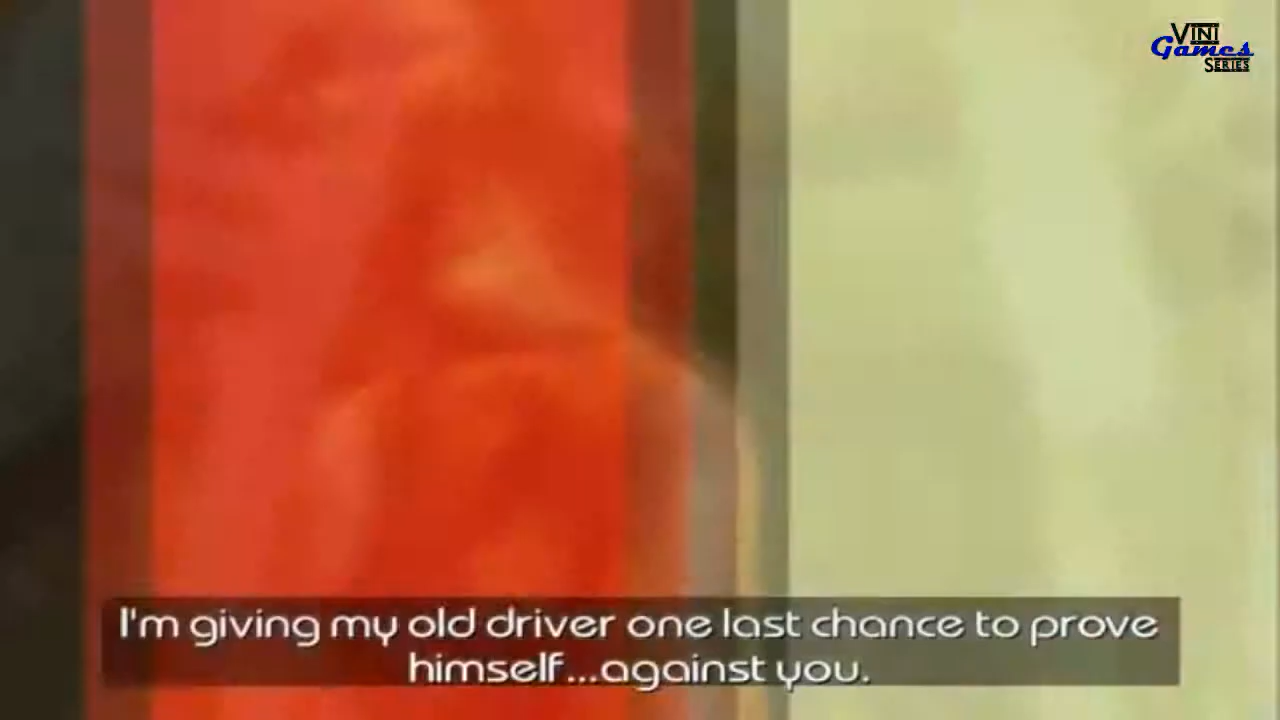 VINI
Games
SERIES
I'm giving my old driver one last chance to prove
himself...against you.